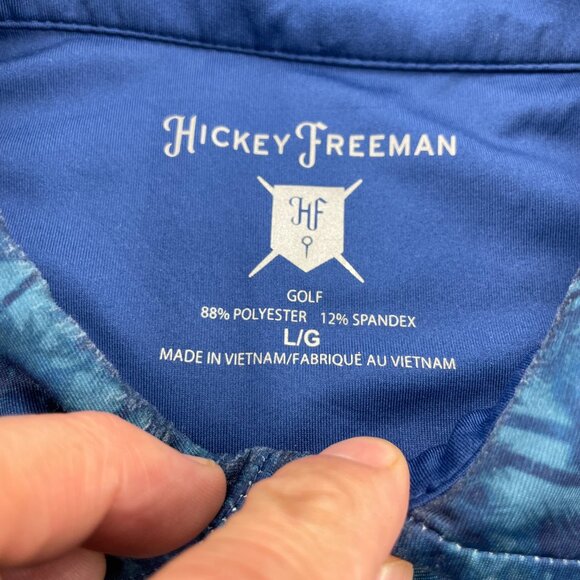 HICKEY FREEMAN
HF
GOLF
88% POLYESTER 12% SPANDEX
L/G
MADE IN VIETNAM/FABRIQUÉ AU VIETNAM